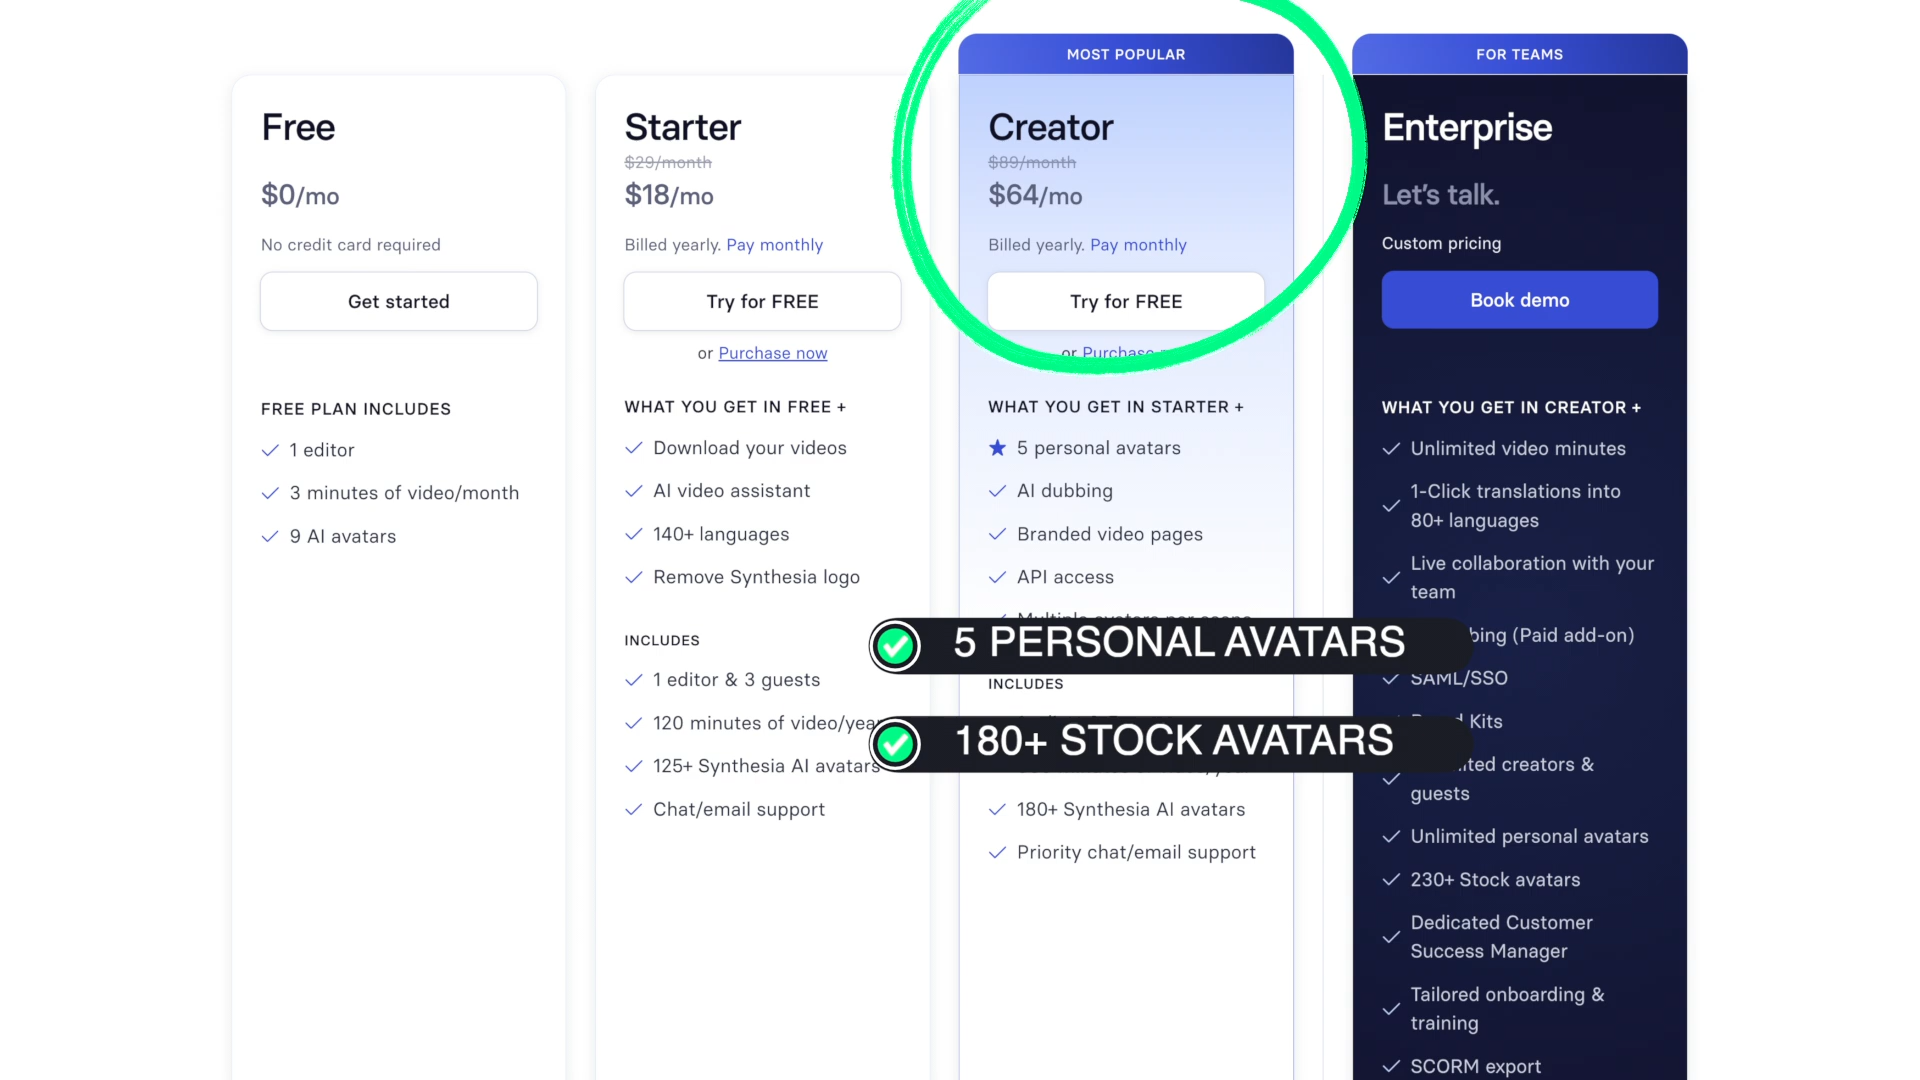 Free
$0/mo
No credit card required
Get started
FREE PLAN INCLUDES
1 editor
3 minutes of video/month
9 AI avatars
Starter
$29/month
$18/mo
Billed yearly. Pay monthly
Try for FREE
or Purchase now
WHAT YOU GET IN FREE +
Download your videos
AI video assistant
140+ languages
Remove Synthesia logo
INCLUDES
1 editor & 3 guests
120 minutes of video/year
125+ Synthesia AI avatars
Chat/email support
MOST POPULAR
Creator
$89/month
$64/mo
Billed yearly. Pay monthly
Try for FREE
or Purchase
WHAT YOU GET IN STARTER +
5 personal avatars
AI dubbing
Branded video pages
API access
Multiple avatars per scene
5 PERSONAL AVATARS
INCLUDES
180+ STOCK AVATARS
180+ Synthesia AI avatars
Priority chat/email support
FOR TEAMS
Enterprise
Let's talk.
Custom pricing
Book demo
WHAT YOU GET IN CREATOR +
Unlimited video minutes
1-Click translations into
80+ languages
Live collaboration with your
team
(Paid add-on)
SAML/SSO
Kits
creators &
guests
Unlimited personal avatars
230+ Stock avatars
Dedicated Customer
Success Manager
Tailored onboarding &
training
SCORM export